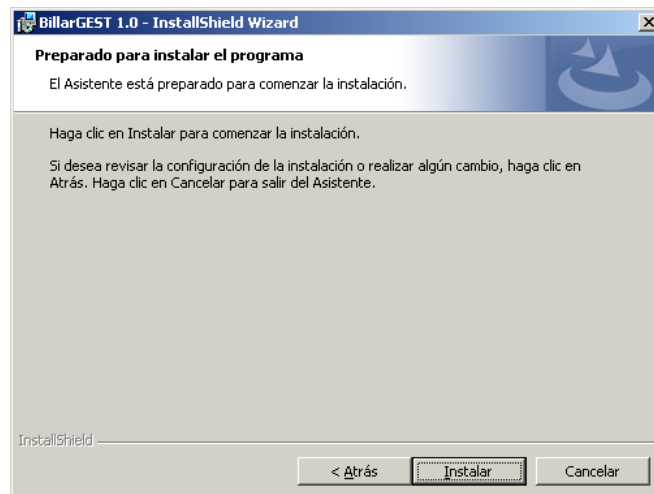 BillarGEST 1.0 - InstallShield Wizard
Preparado para instalar el programa
El Asistente está preparado para comenzar la instalación.
Haga clic en Instalar para comenzar la instalación.
Si desea revisar la configuración de la instalación o realizar algún cambio, haga clic en
Atrás. Haga clic en Cancelar para salir del Asistente.
InstallShield
< Atrás Instalar Cancelar